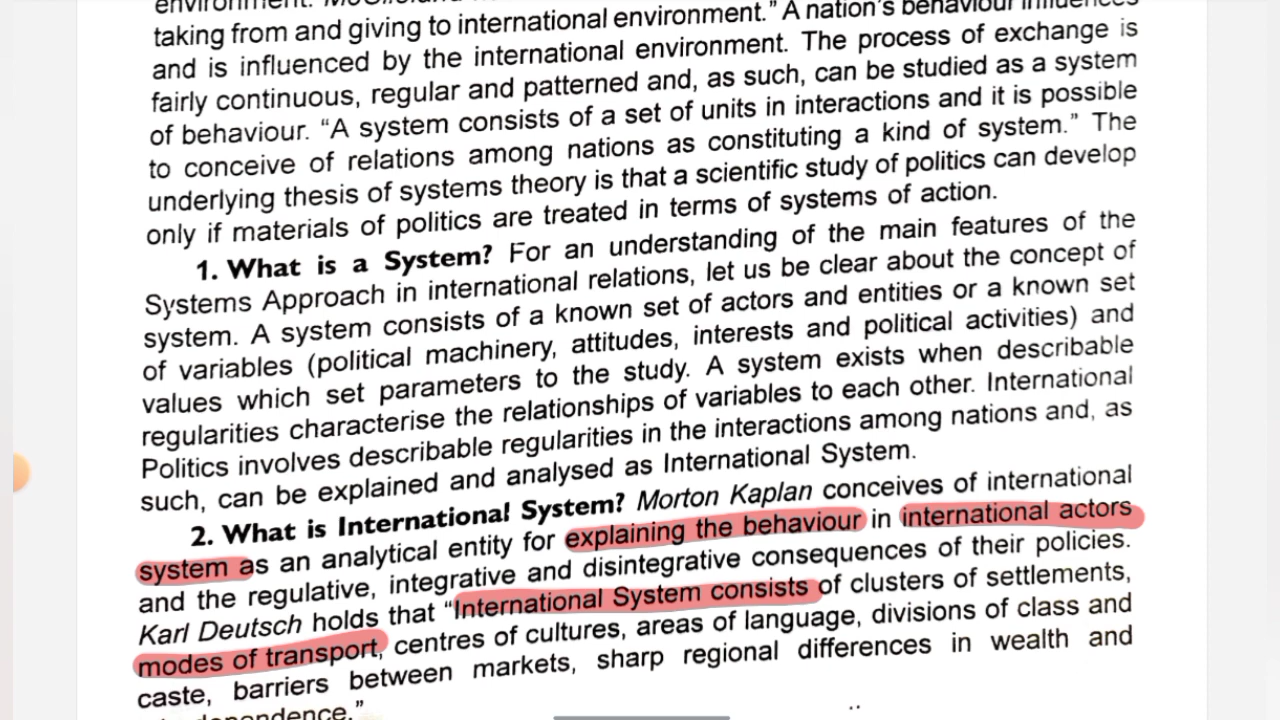 environment.
taking from and giving to international environment.” A nation’s behaviour influences
and is influenced by the international environment. The process of exchange is
fairly continuous, regular and patterned and, as such, can be studied as a system
of behaviour. “A system consists of a set of units in interactions and it is possible
to conceive of relations among nations as constituting a kind of system.” The
underlying thesis of systems theory is that a scientific study of politics can develop
only if materials of politics are treated in terms of systems of action.
1. What is a System? For an understanding of the main features of the
Systems Approach in international relations, let us be clear about the concept of
system. A system consists of a known set of actors and entities or a known set
of variables (political machinery, attitudes, interests and political activities) and
values which set parameters to the study. A system exists when describable
regularities characterise the relationships of variables to each other. International
Politics involves describable regularities in the interactions among nations and, as
such, can be explained and analysed as International System.
2. What is International System? Morton Kaplan conceives of international
system as an analytical entity for explaining the behaviour in international actors
and the regulative, integrative and disintegrative consequences of their policies.
Karl Deutsch holds that “International System consists of clusters of settlements,
modes of transport, centres of cultures, areas of language, divisions of class and
caste, barriers between markets, sharp regional differences in wealth and